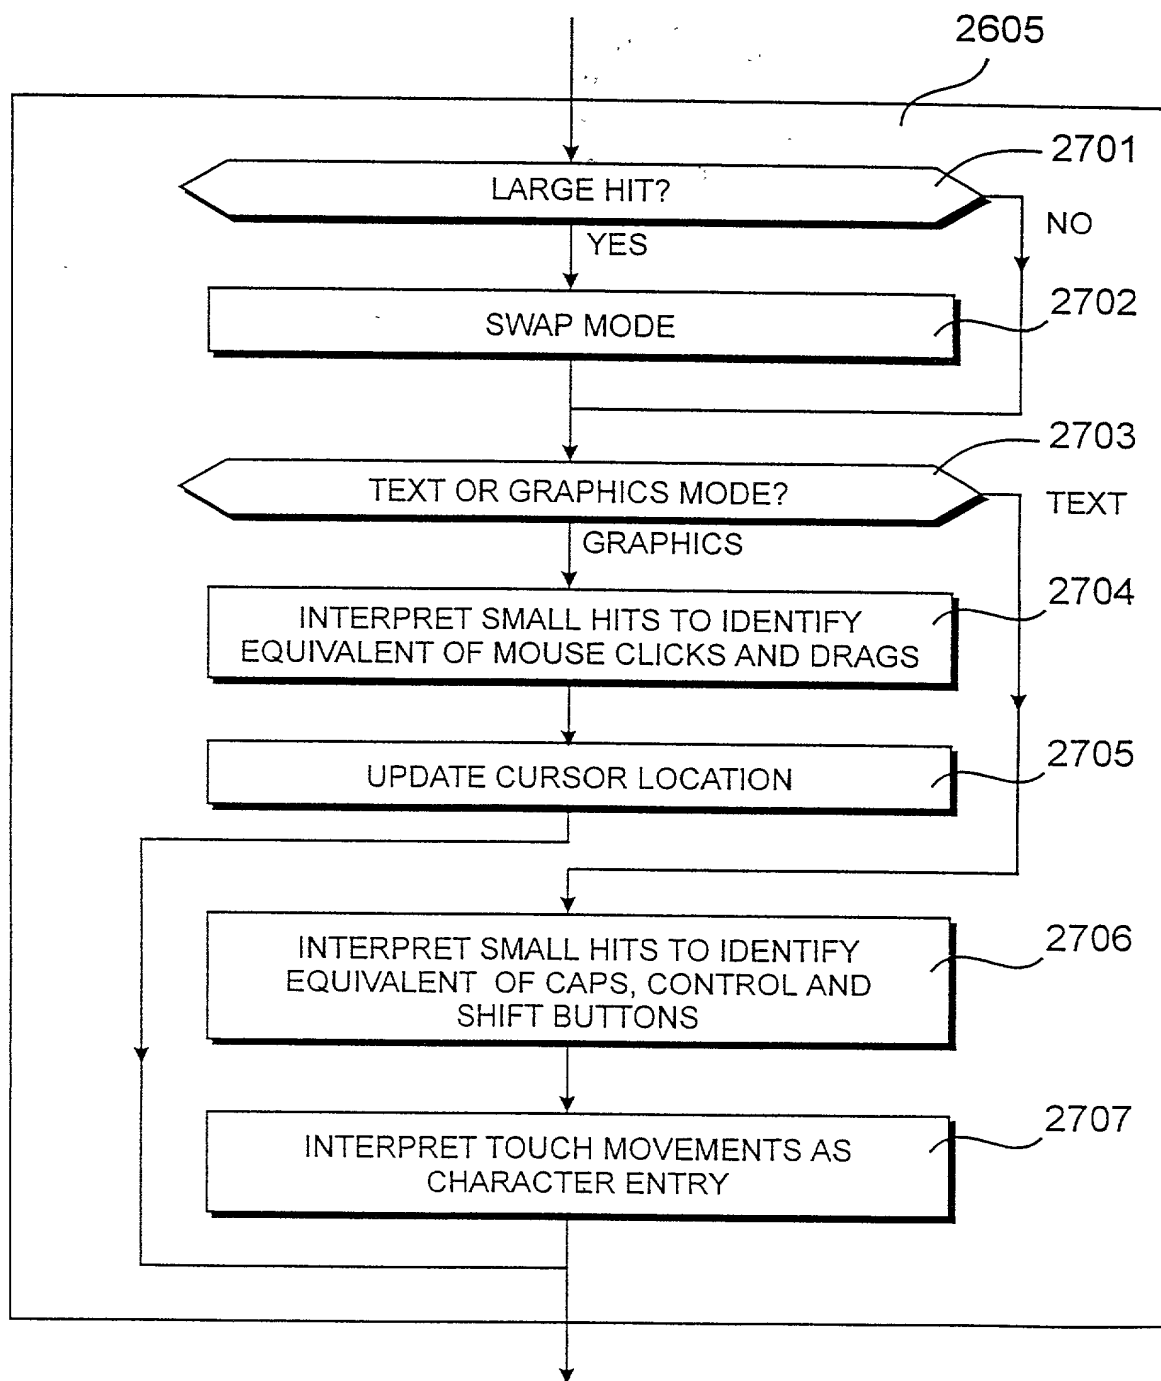 2605
2701
LARGE HIT?
NO
YES
2702
SWAP MODE
2703
TEXT OR GRAPHICS MODE?
TEXT
GRAPHICS
2704
INTERPRET SMALL HITS TO IDENTIFY
EQUIVALENT OF MOUSE CLICKS AND DRAGS
2705
UPDATE CURSOR LOCATION
2706
INTERPRET SMALL HITS TO IDENTIFY
EQUIVALENT OF CAPS, CONTROL AND
SHIFT BUTTONS
2707
INTERPRET TOUCH MOVEMENTS AS
CHARACTER ENTRY